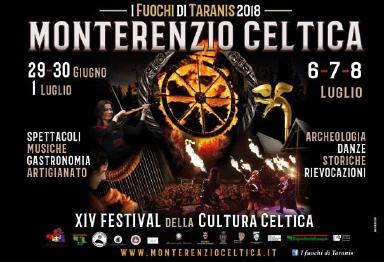 I FUOCHI DI TARANIS 2018
MONTERENZIO CELTICA
29-30 GIUGNO
1 LUGLIO
6-7-8
LUGLIO
SPETTACOLI
MUSICHE
GASTRONOMIA
ARTIGIANATO
ARCHEOLOGIA
DANZE
STORICHE
RIEVOCAZIONI
XIV FESTIVAL DELLA CULTURA CELTICA
WWW.MONTERENZIOCELTICA.IT
f I fuochi di Taranis